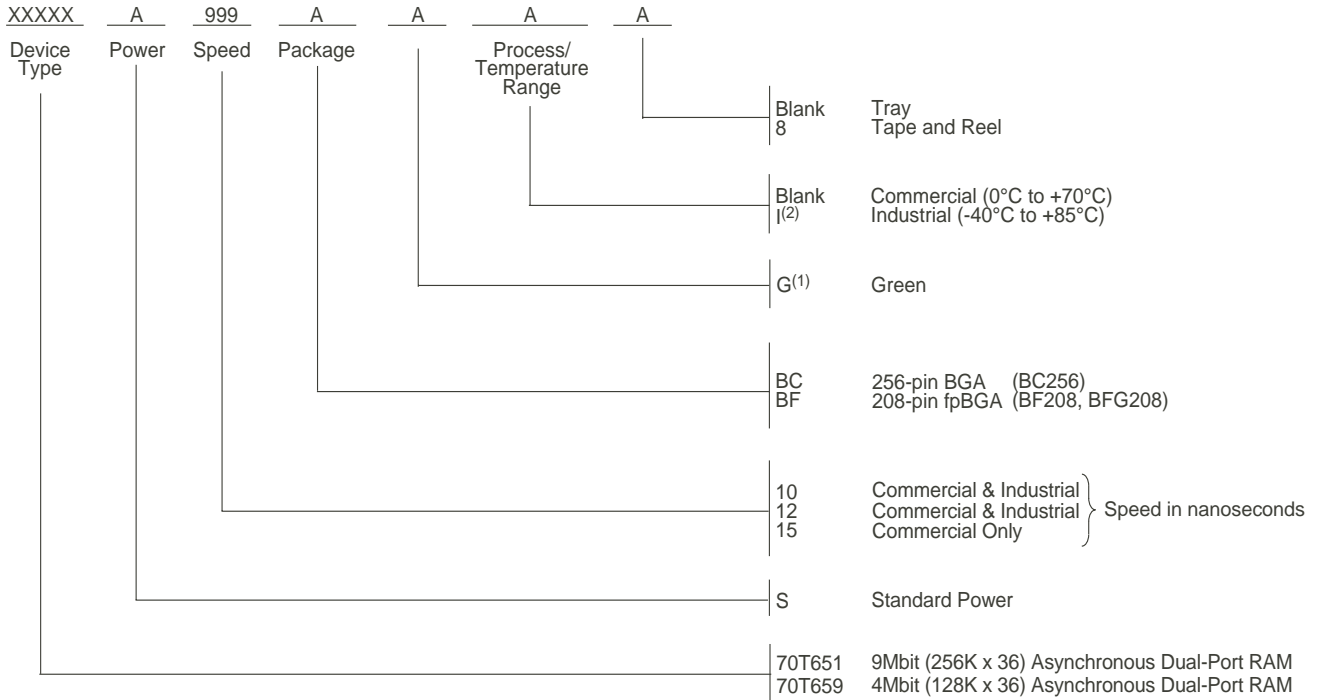 XXXXX A 999 A A A A
Device Type Power Speed Package Process/ Temperature Range
Blank Tray
8 Tape and Reel
Blank Commercial (0°C to +70°C)
I(2) Industrial (-40°C to +85°C)
G(1) Green
BC 256-pin BGA (BC256)
BF 208-pin fpBGA (BF208, BFG208)
10 Commercial & Industrial
12 Commercial & Industrial Speed in nanoseconds
15 Commercial Only
S Standard Power
70T651 9Mbit (256K x 36) Asynchronous Dual-Port RAM
70T659 4Mbit (128K x 36) Asynchronous Dual-Port RAM